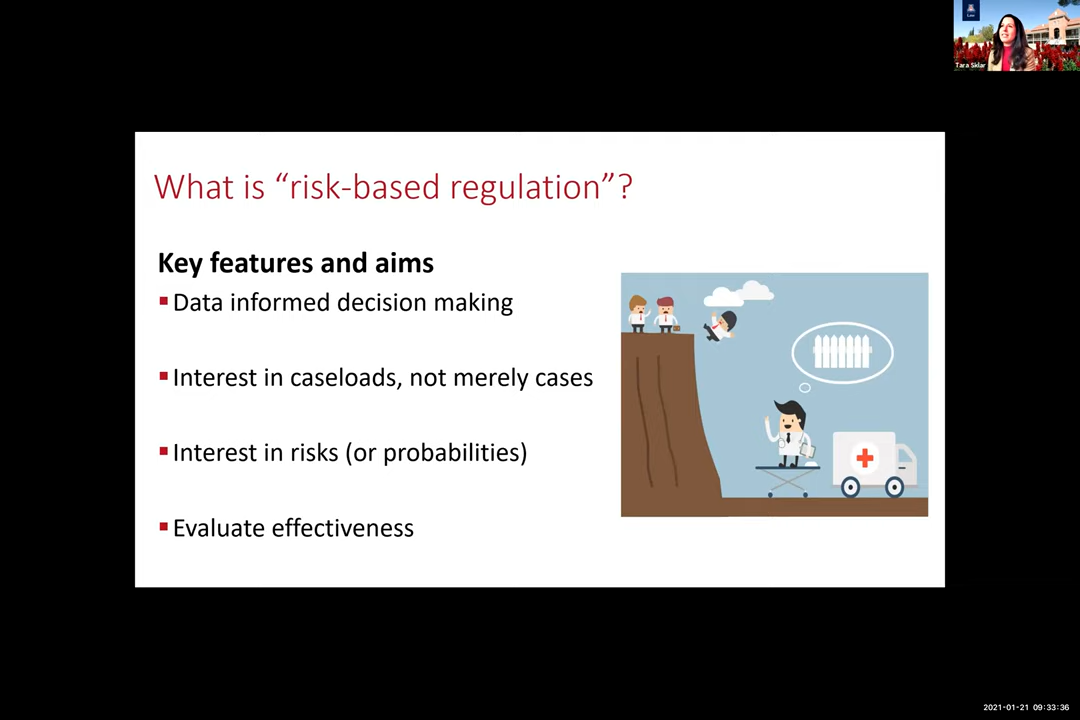 Law
Tara Sklar
What is “risk-based regulation”?
Key features and aims
▪Data informed decision making
▪Interest in caseloads, not merely cases
▪Interest in risks (or probabilities)
▪Evaluate effectiveness
2021-01-21 09:33:36